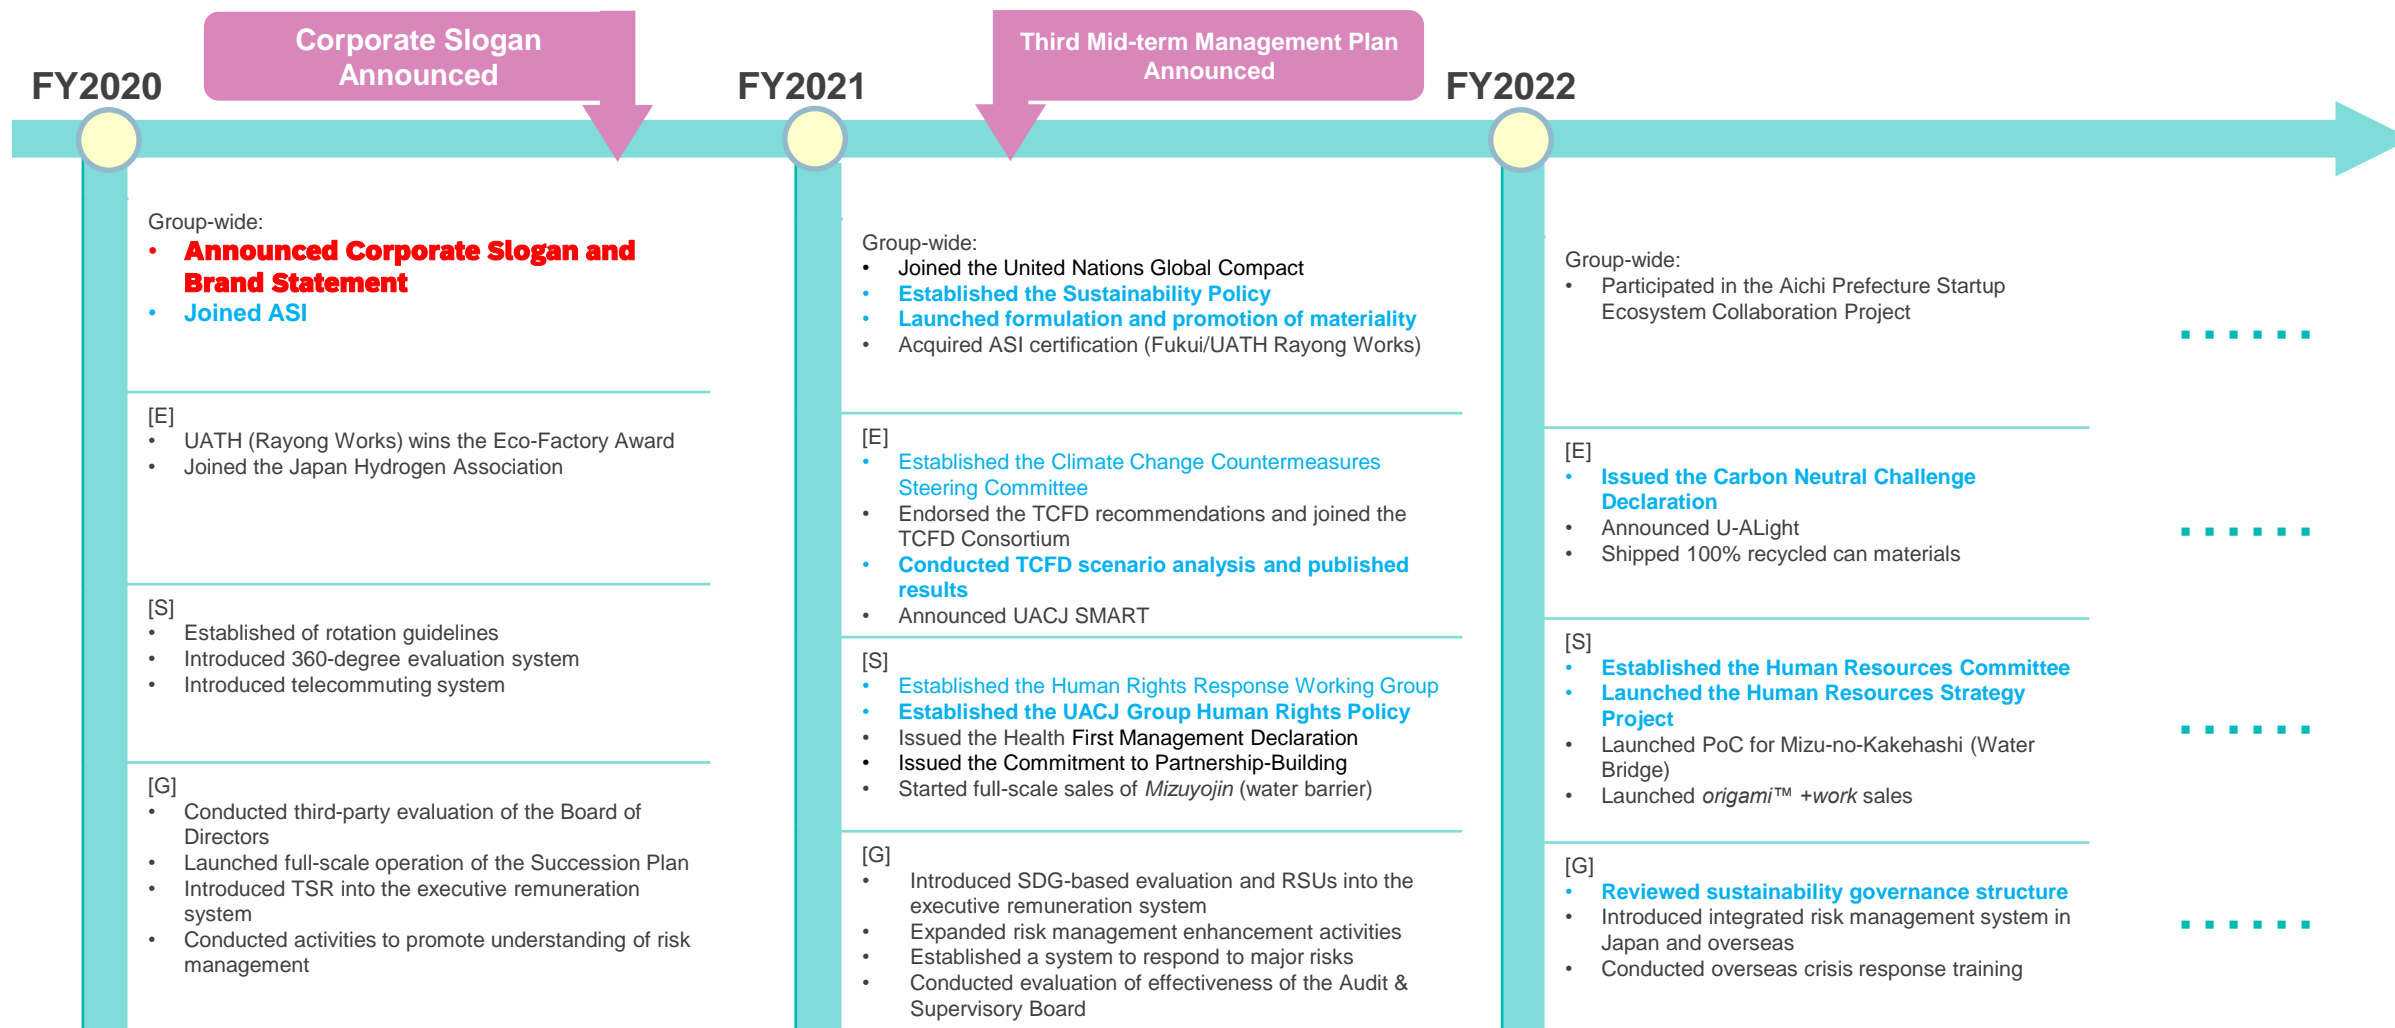 Corporate Slogan
Announced
Third Mid-term Management Plan
Announced
FY2020
FY2021
FY2022
Group-wide:
• Announced Corporate Slogan and
Brand Statement
• Joined ASI
[E]
• UATH (Rayong Works) wins the Eco-Factory Award
• Joined the Japan Hydrogen Association
[S]
• Established of rotation guidelines
• Introduced 360-degree evaluation system
• Introduced telecommuting system
[G]
• Conducted third-party evaluation of the Board of
Directors
• Launched full-scale operation of the Succession Plan
• Introduced TSR into the executive remuneration
system
• Conducted activities to promote understanding of risk
management
Group-wide:
• Joined the United Nations Global Compact
• Established the Sustainability Policy
• Launched formulation and promotion of materiality
• Acquired ASI certification (Fukui/UATH Rayong Works)
[E]
• Established the Climate Change Countermeasures
Steering Committee
• Endorsed the TCFD recommendations and joined the
TCFD Consortium
• Conducted TCFD scenario analysis and published
results
• Announced UACJ SMART
[S]
• Established the Human Rights Response Working Group
• Established the UACJ Group Human Rights Policy
• Issued the Health First Management Declaration
• Issued the Commitment to Partnership-Building
• Started full-scale sales of Mizuyojin (water barrier)
[G]
• Introduced SDG-based evaluation and RSUs into the
executive remuneration system
• Expanded risk management enhancement activities
• Established a system to respond to major risks
• Conducted evaluation of effectiveness of the Audit &
Supervisory Board
Group-wide:
• Participated in the Aichi Prefecture Startup
Ecosystem Collaboration Project
......
[E]
• Issued the Carbon Neutral Challenge
Declaration
• Announced U-ALight
• Shipped 100% recycled can materials
......
[S]
• Established the Human Resources Committee
• Launched the Human Resources Strategy
Project
• Launched PoC for Mizu-no-Kakehashi (Water
Bridge)
• Launched origami™ +work sales
......
[G]
• Reviewed sustainability governance structure
• Introduced integrated risk management system in
Japan and overseas
• Conducted overseas crisis response training
......